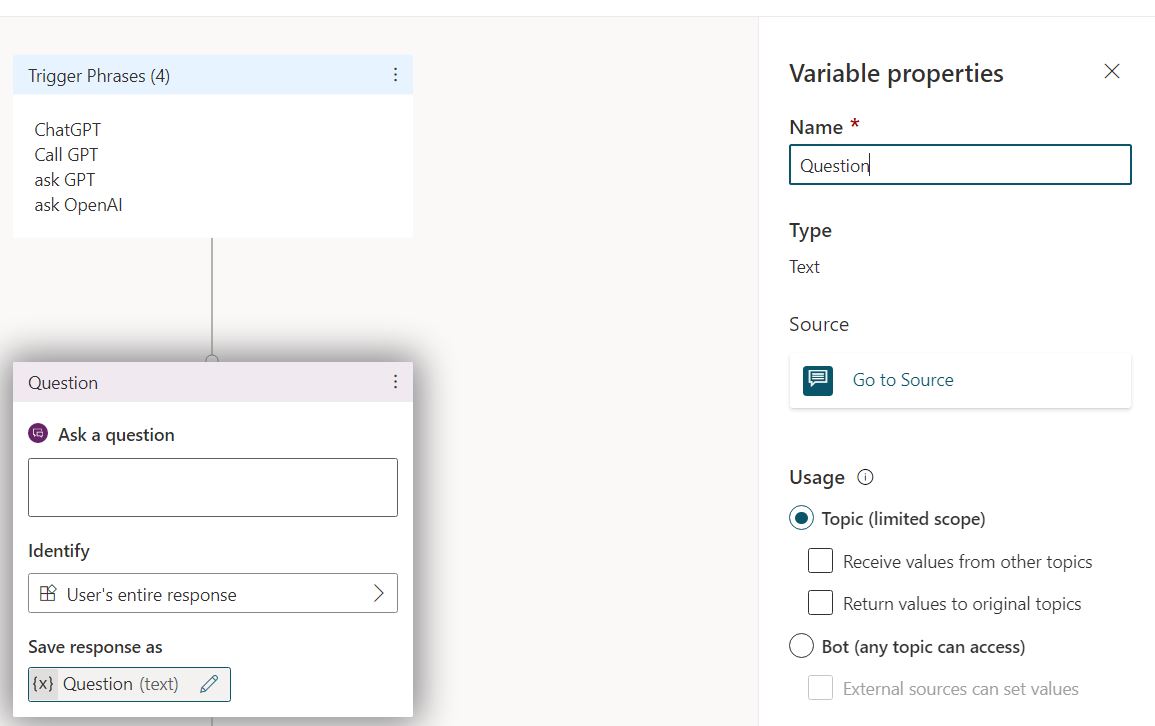 Trigger Phrases (4)
ChatGPT
Call GPT
ask GPT
ask OpenAI
Question
Ask a question
Identify
User's entire response
Save response as
{x} Question (text)
Variable properties
Name *
Question
Type
Text
Source
Go to Source
Usage
Topic (limited scope)
Receive values from other topics
Return values to original topics
Bot (any topic can access)
External sources can set values